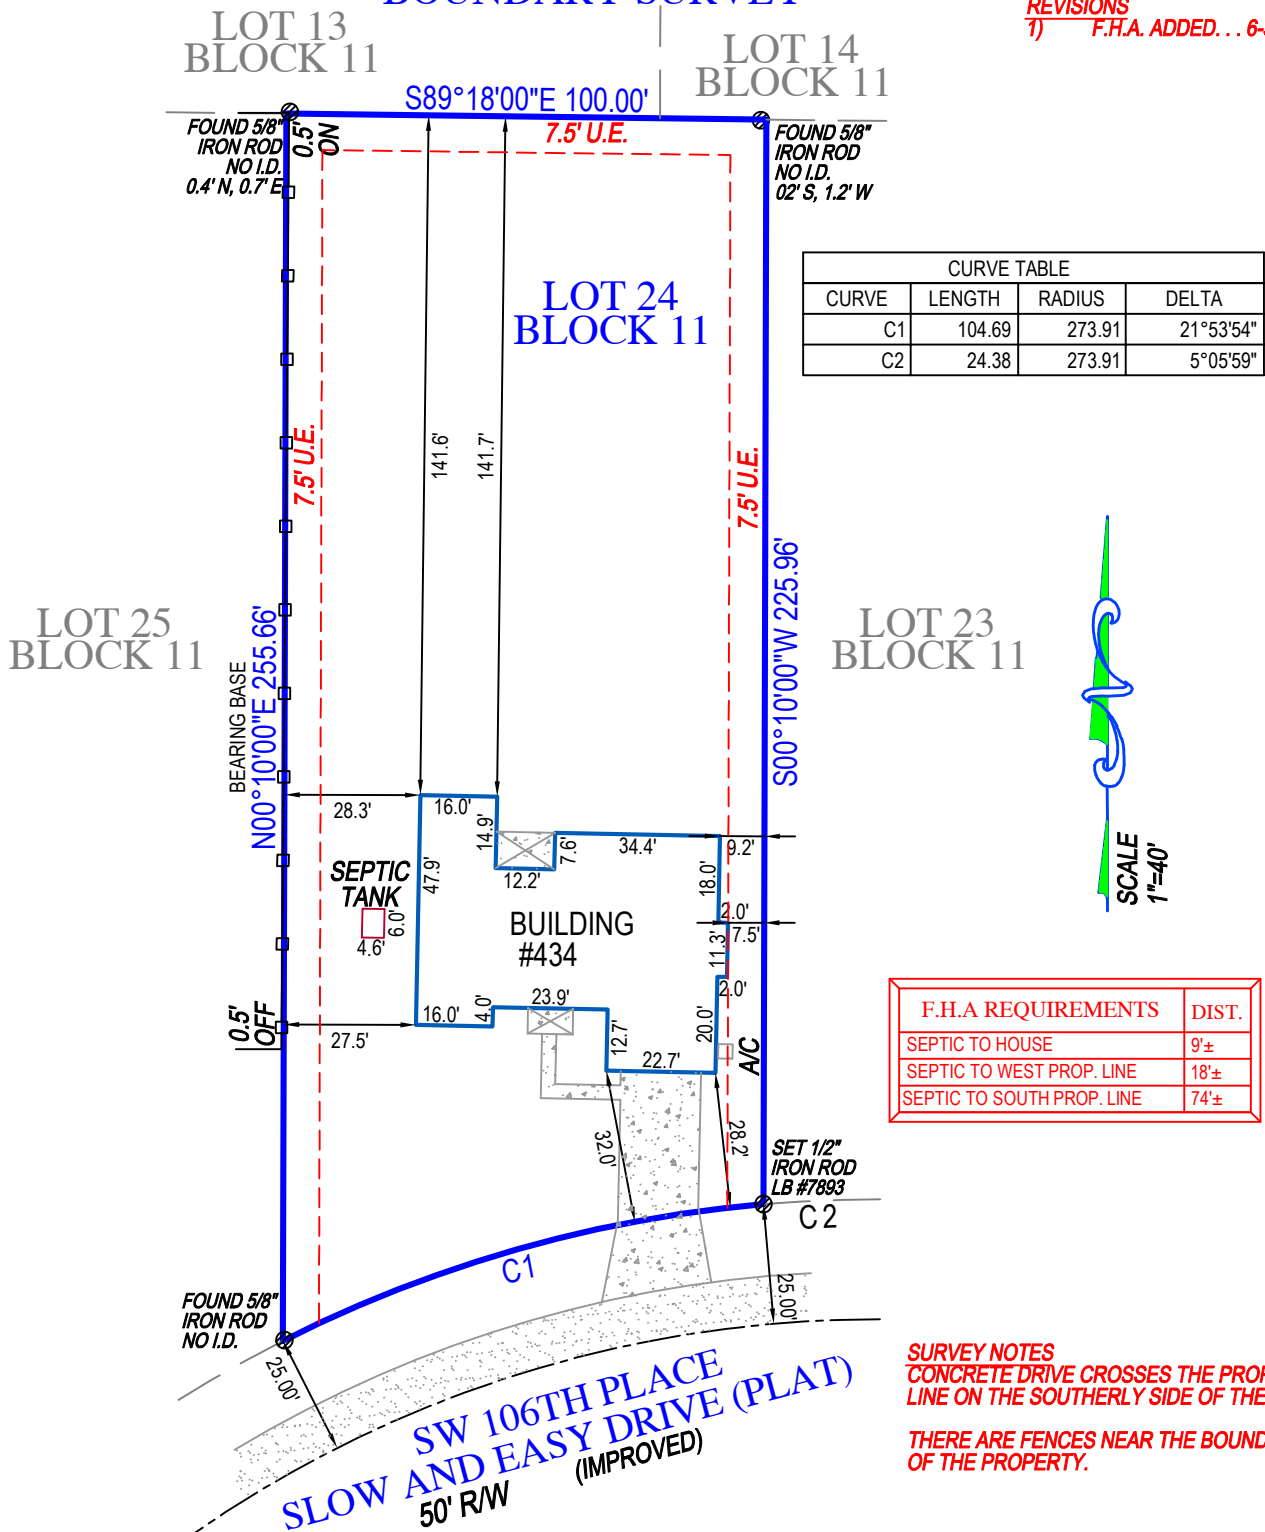 BOUNDARY SURVEY
REVISIONS
1) F.H.A. ADDED. . . 6-
LOT 13
BLOCK 11
LOT 14
BLOCK 11
S89°18'00"E 100.00'
7.5' U.E.
FOUND 5/8"
IRON ROD
NO I.D.
0.4' N, 0.7' E
0.5'
ON
FOUND 5/8"
IRON ROD
NO I.D.
02' S, 1.2' W
LOT 24
BLOCK 11
CURVE TABLE
CURVE LENGTH RADIUS DELTA
C1 104.69 273.91 21°53'54"
C2 24.38 273.91 5°05'59"
7.5' U.E.
141.6'
141.7'
7.5' U.E.
LOT 25
BLOCK 11
BEARING BASE
N00°10'00"E 255.66'
S00°10'00"W 225.96'
LOT 23
BLOCK 11
28.3'
16.0'
14.9'
12.2'
7.6'
34.4'
9.2'
18.0'
2.0'
7.5'
11.3'
2.0'
47.9'
SEPTIC
TANK
6.0'
4.6'
BUILDING
#434
SCALE
1"=40'
0.5'
OFF
27.5'
16.0'
4.0'
23.9'
12.7'
22.7'
20.0'
A/C
F.H.A REQUIREMENTS DIST.
SEPTIC TO HOUSE 9'±
SEPTIC TO WEST PROP. LINE 18'±
SEPTIC TO SOUTH PROP. LINE 74'±
32.0'
28.2'
SET 1/2"
IRON ROD
LB #7893
C2
C1
25.00'
FOUND 5/8"
IRON ROD
NO I.D.
25.00'
SW 106TH PLACE
SLOW AND EASY DRIVE (PLAT)
50' R/W (IMPROVED)
SURVEY NOTES
CONCRETE DRIVE CROSSES THE
LINE ON THE SOUTHERLY SIDE OF THE
THERE ARE FENCES NEAR THE
OF THE PROPERTY.